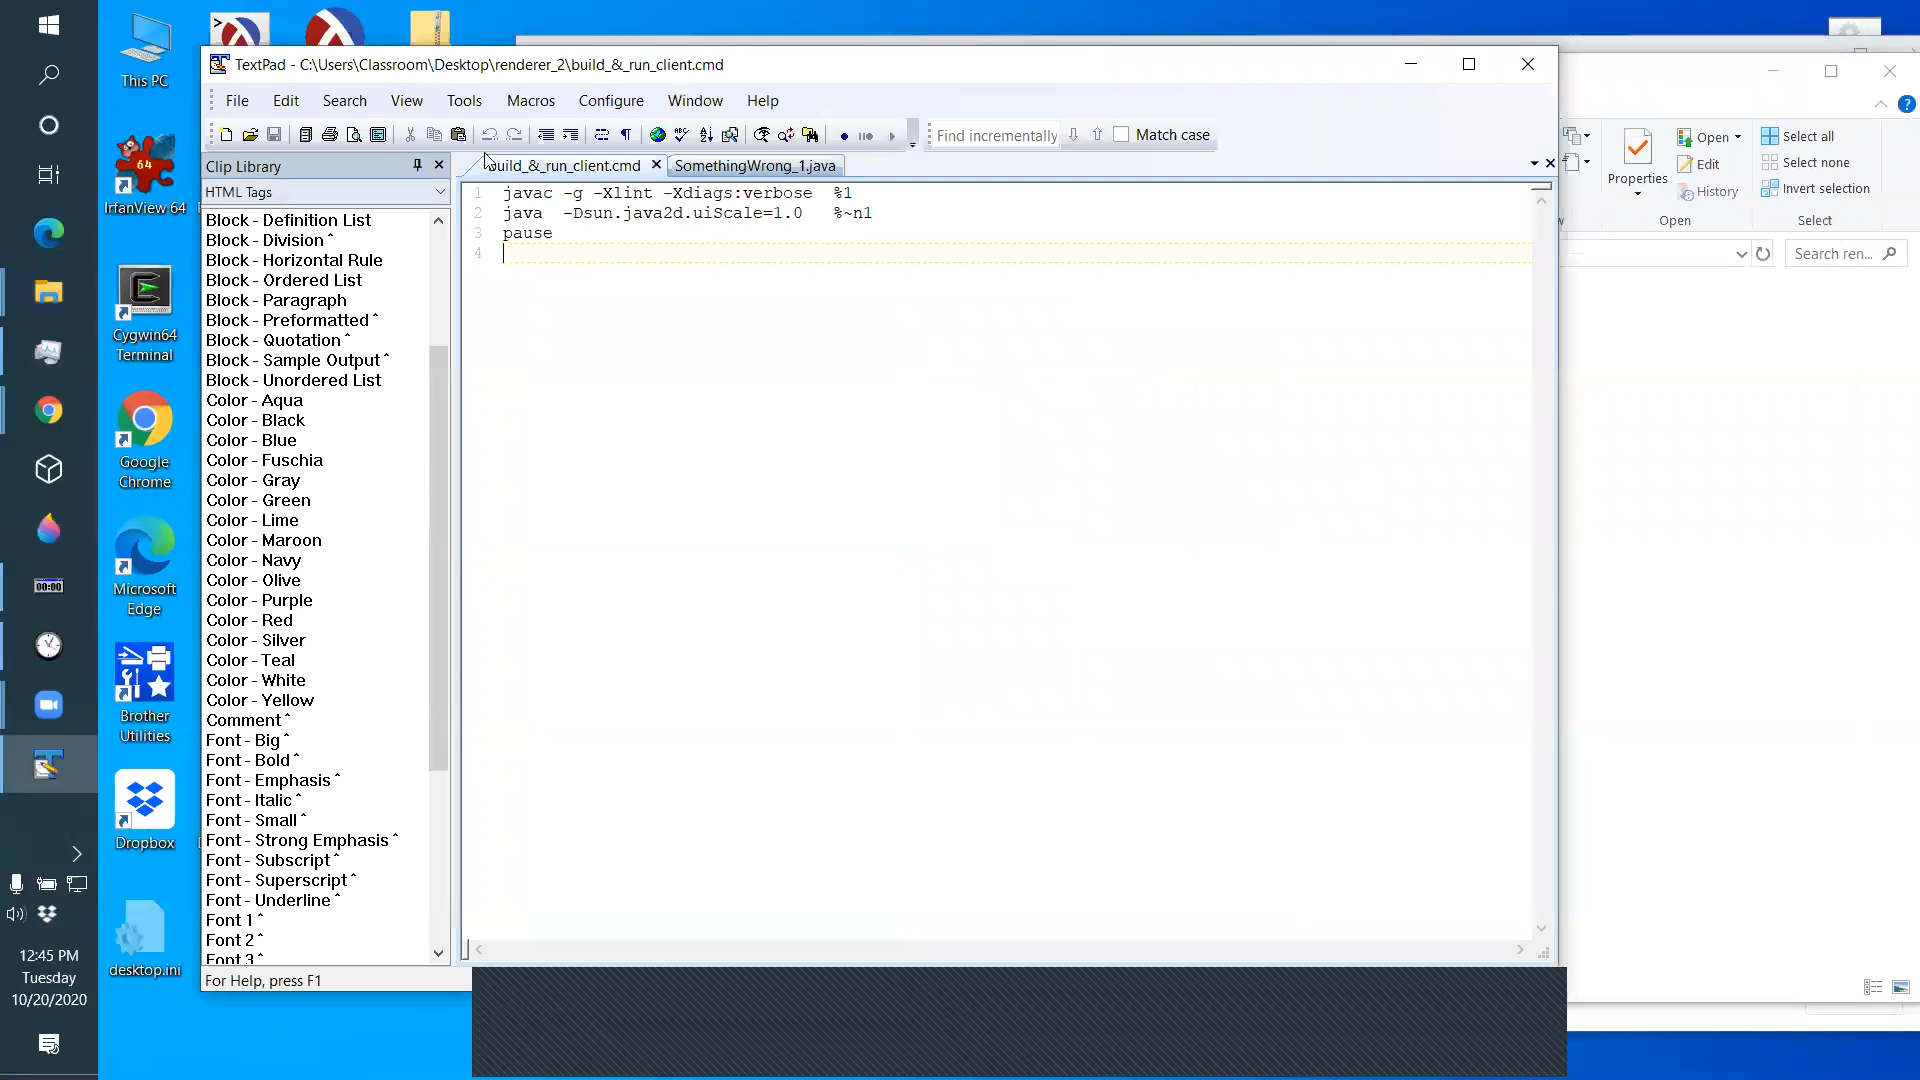 This PC
64
IrfanView 64
Cygwin64
Terminal
Google
Chrome
Microsoft
Edge
Brother
Utilities
Dropbox
desktop.ini
00:00
12:45 PM
Tuesday
10/20/2020
TextPad - C:\Users\Classroom\Desktop\renderer_2\build_&_run_client.cmd
File Edit Search View Tools Macros Configure Window Help
Find incrementally Match case
Clip Library
build_&_run_client.cmd SomethingWrong_1.java
HTML Tags
Block - Definition List
Block - Division ^
Block - Horizontal Rule
Block - Ordered List
Block - Paragraph
Block - Preformatted ^
Block - Quotation ^
Block - Sample Output ^
Block - Unordered List
Color - Aqua
Color - Black
Color - Blue
Color - Fuschia
Color - Gray
Color - Green
Color - Lime
Color - Maroon
Color - Navy
Color - Olive
Color - Purple
Color - Red
Color - Silver
Color - Teal
Color - White
Color - Yellow
Comment ^
Font - Big ^
Font - Bold ^
Font - Emphasis ^
Font - Italic ^
Font - Small ^
Font - Strong Emphasis ^
Font - Subscript ^
Font - Superscript ^
Font - Underline ^
Font 1 ^
Font 2 ^
Font 3 ^
1 javac -g -Xlint -Xdiags:verbose %1
2 java -Dsun.java2d.uiScale=1.0 %~n1
3 pause
4
For Help, press F1
Properties
Open
Edit
History
Open
Select all
Select none
Invert selection
Select
Search ren...